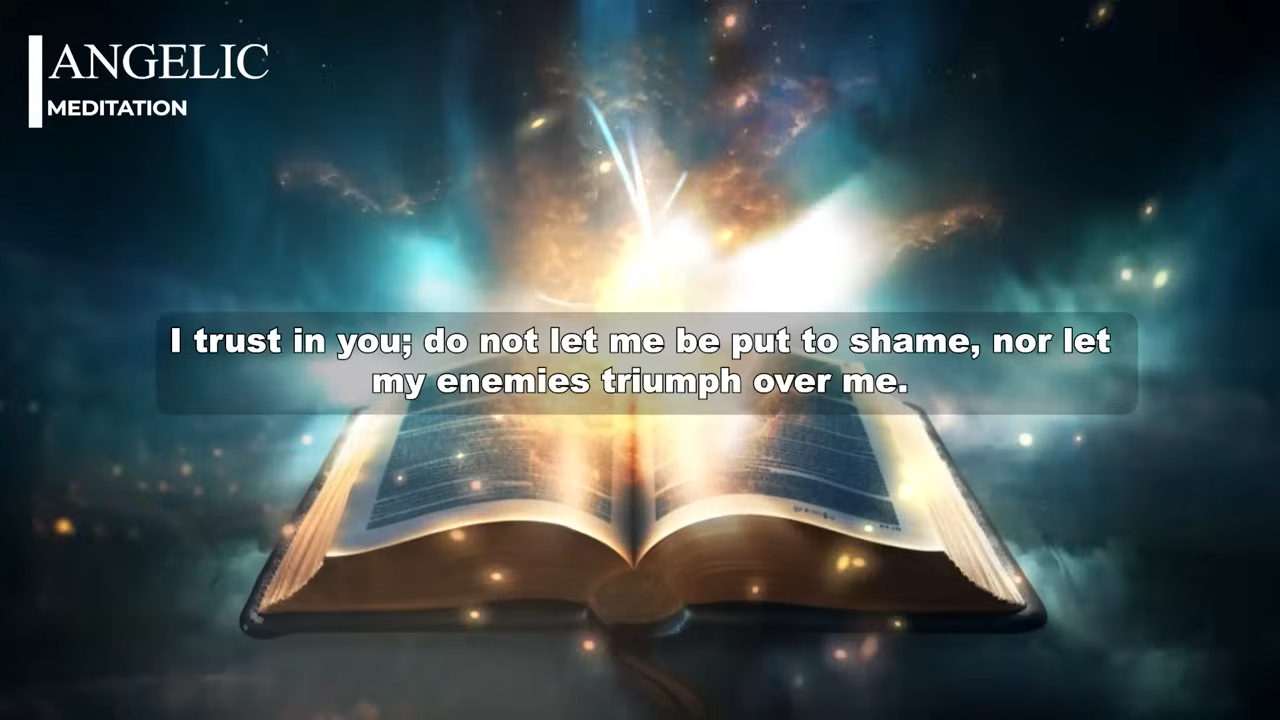 ANGELIC
MEDITATION
I trust in you; do not let me be put to shame, nor let
my enemies triumph over me.